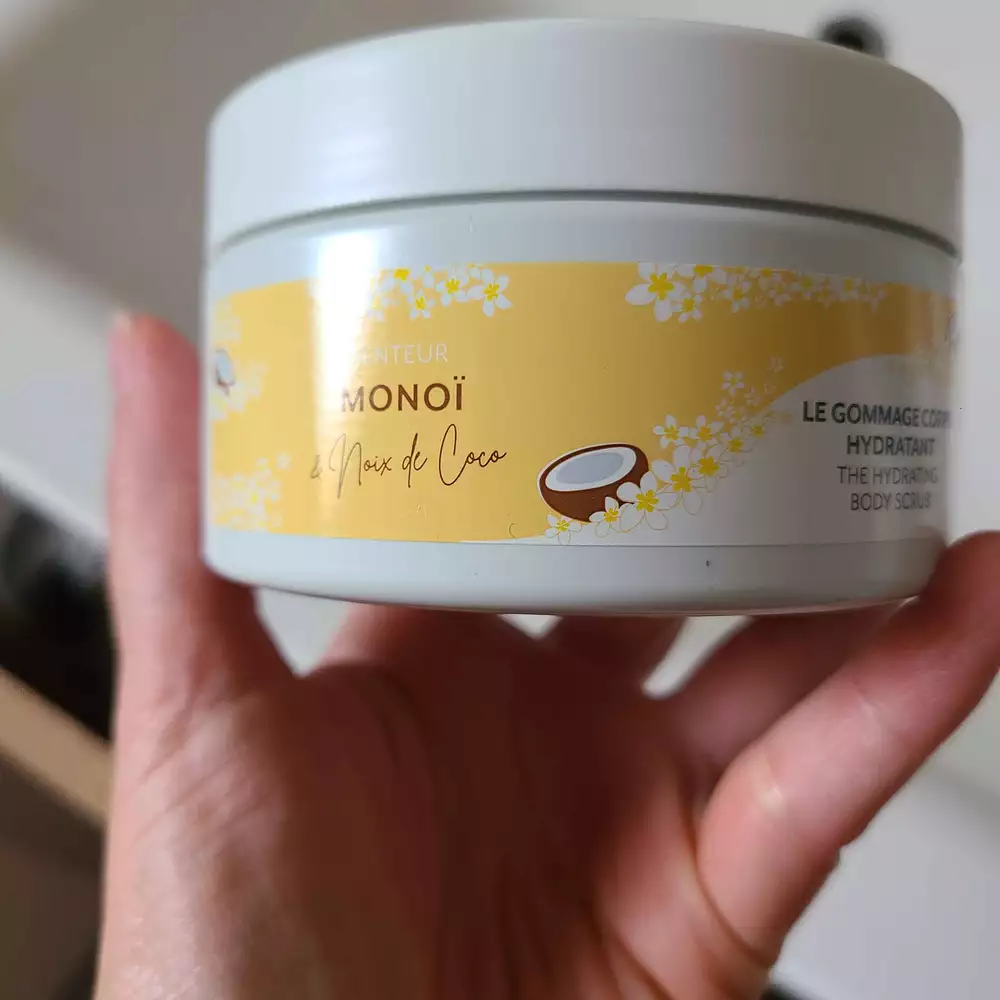 MONOÏ
& Noix de Coco
LE GOMMAGE
HYDRATANT
THE HYDRATING
BODY SCRUB